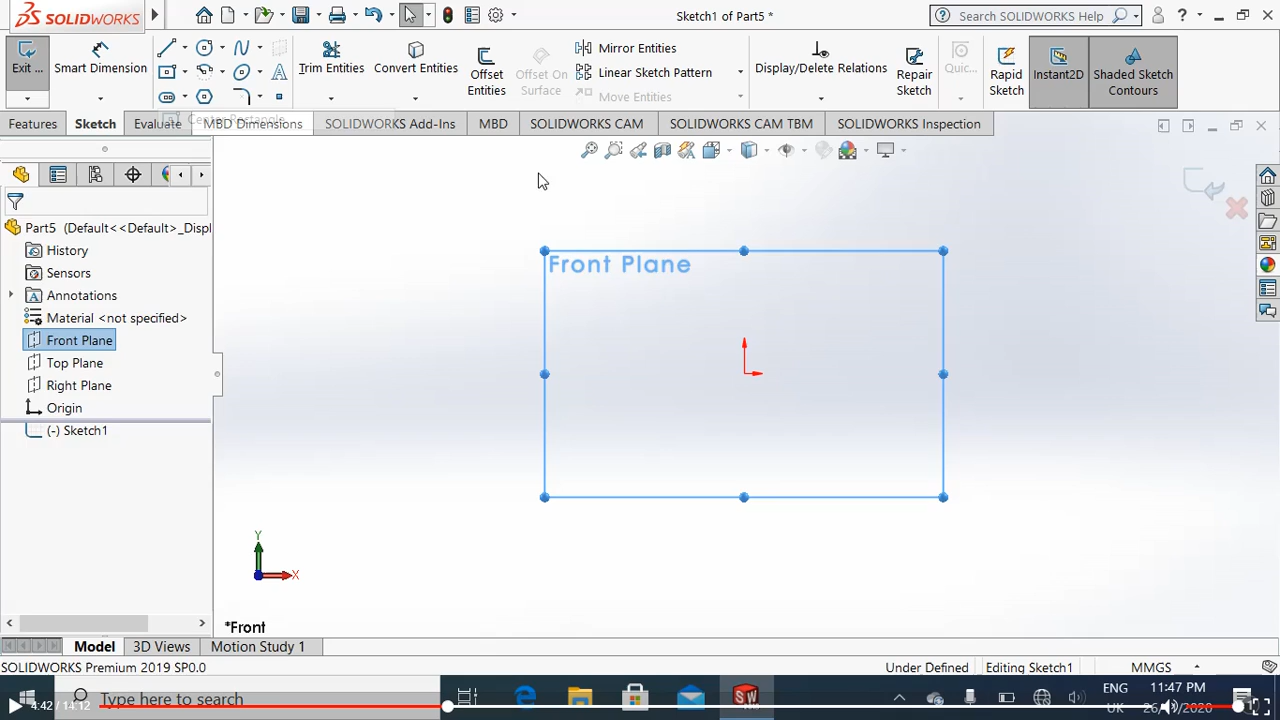 SOLIDWORKS
Sketch1 of Part5 *
Search SOLIDWORKS Help
?
Exit ...
Smart Dimension
Trim Entities
Convert Entities
Offset
Entities
Offset On
Surface
Mirror Entities
Linear Sketch Pattern
Move Entities
Display/Delete Relations
Repair
Sketch
Quic...
Rapid
Sketch
Instant2D
Shaded Sketch
Contours
Center Rectangle
Features
Sketch
Evaluate
MBD Dimensions
SOLIDWORKS Add-Ins
MBD
SOLIDWORKS CAM
SOLIDWORKS CAM TBM
SOLIDWORKS Inspection
Part5 (Default<<Default>_Displ
History
Sensors
Annotations
Material <not specified>
Front Plane
Top Plane
Right Plane
Origin
(-) Sketch1
Front Plane
Y
X
*Front
Model
3D Views
Motion Study 1
SOLIDWORKS Premium 2019 SP0.0
Under Defined
Editing Sketch1
MMGS
Type here to search
4:42 / 14:12
ENG
UK
11:47 PM